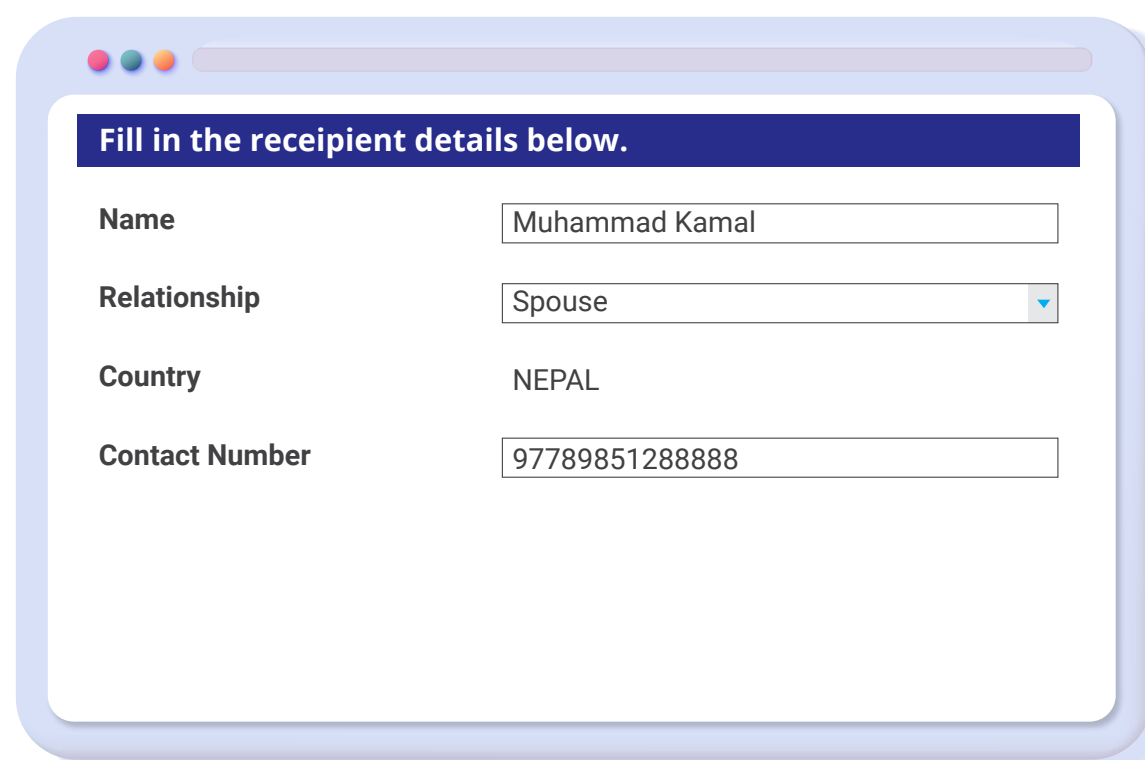 Fill in the receipient details below.
Name
Muhammad Kamal
Relationship
Spouse
Country
NEPAL
Contact Number
97789851288888